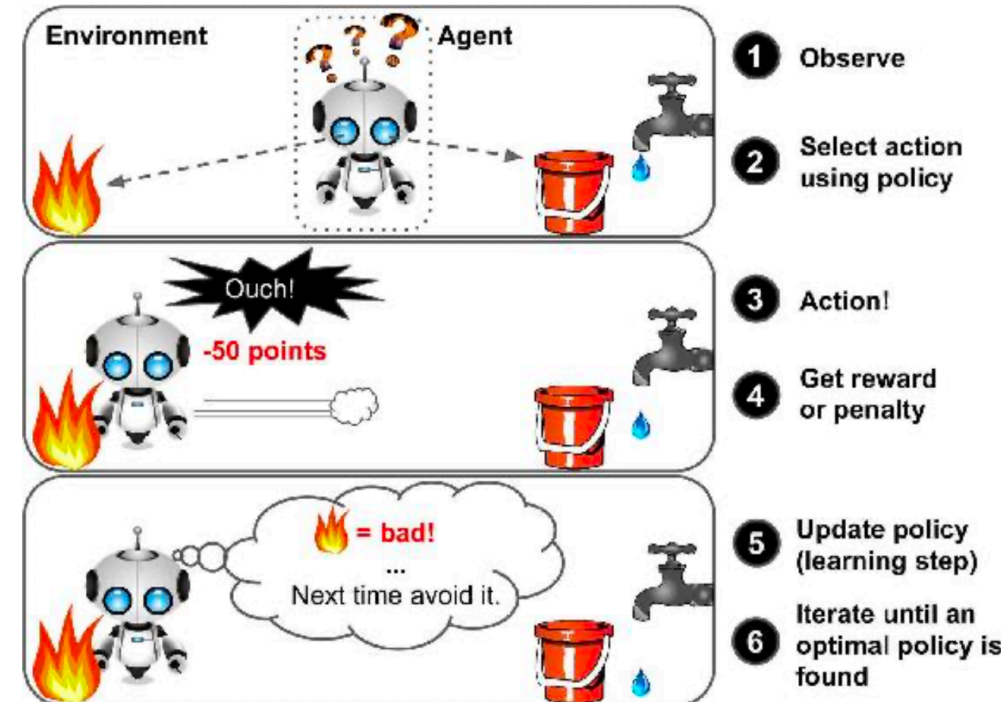 Environment
Agent
???
1 Observe
2 Select action
using policy
Ouch!
-50 points
3 Action!
4 Get reward
or penalty
= bad!
...
Next time avoid it.
5 Update policy
(learning step)
6 Iterate until an
optimal policy is
found